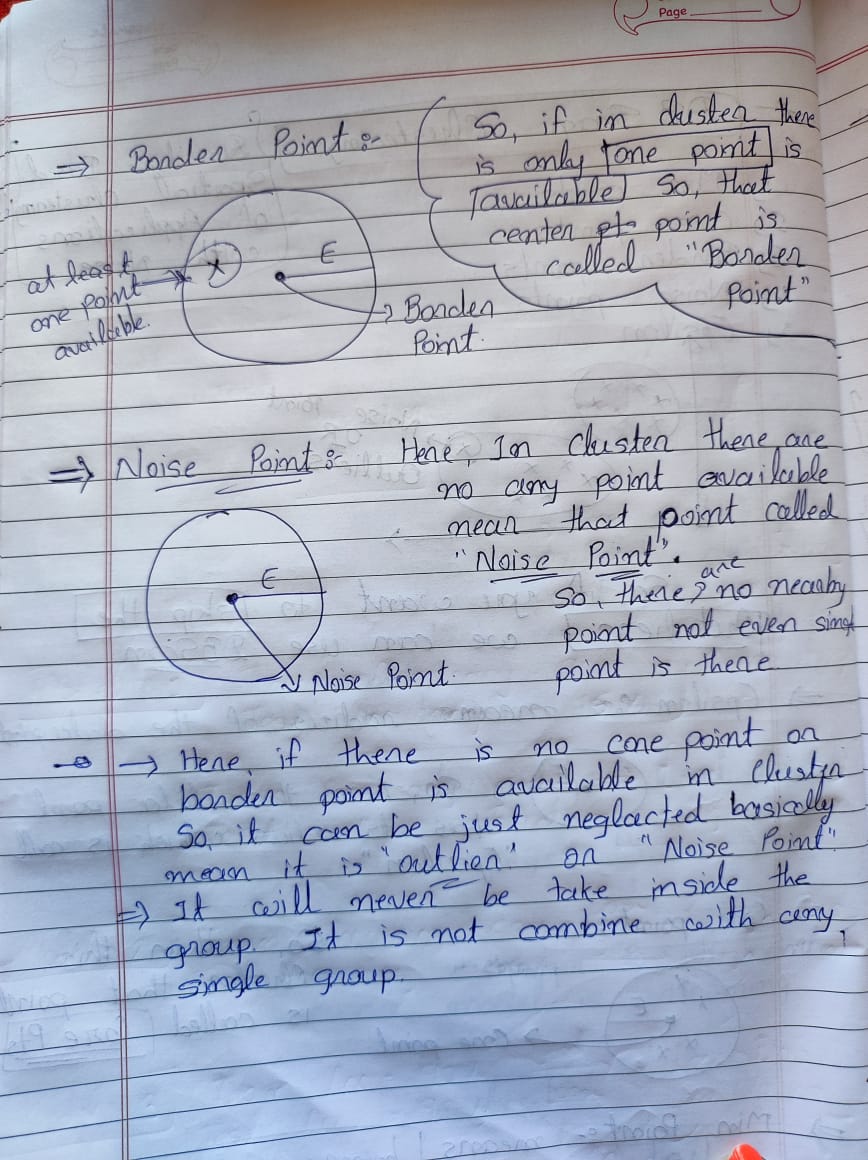 Page
⇒ Border Point :-
So, if in cluster there
is only one point is
available so, that
center pt point is
called "Border
Point"
at least
one point
available.
E
→ Border
Point.
⇒ Noise Point :- Here, In Cluster there are
no any point available
mean that point called
"Noise Point".
So, there are no nearby
point not even singl
point is there
E
Noise Point.
→ Here, if there is no core point or
border point is available in Cluster
So, it can be just neglacted basically
mean it is "outlier" or "Noise Point"
⇒ It will never be take inside the
group. It is not combine with any
single group.